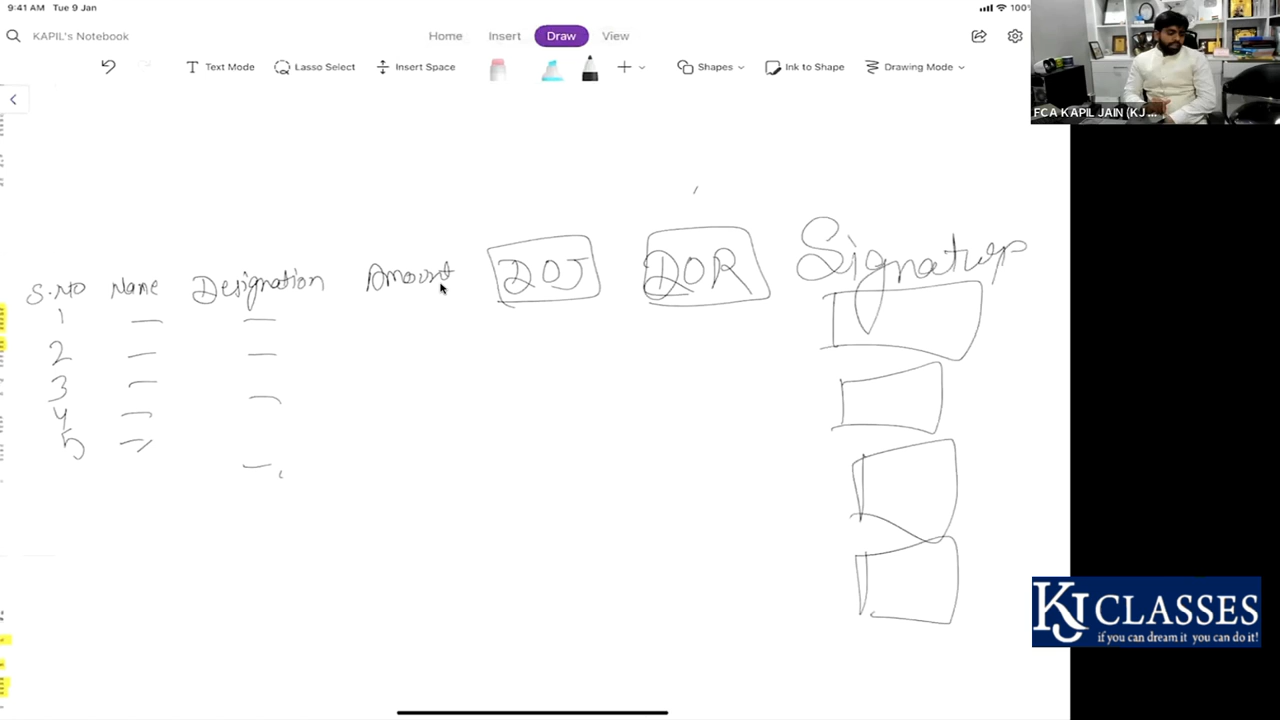 9:41 AM Tue 9 Jan
100%
KAPIL's Notebook
Home Insert Draw View
Text Mode Lasso Select Insert Space Shapes Ink to Shape Drawing Mode
FCA KAPIL JAIN (KJ ...
S.NO Name Designation Amount DOJ DOR Signature
1
2
3
4
5
KJ CLASSES
if you can dream it you can do it!